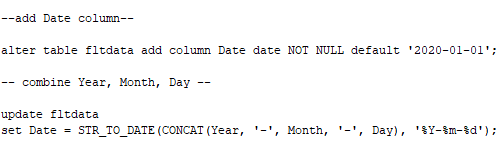 --add Date column--
alter table fltdata add column Date date NOT NULL default '2020-01-01';
-- combine Year, Month, Day --
update fltdata
set Date = STR_TO_DATE(CONCAT(Year, '-', Month, '-', Day), '%Y-%m-%d');